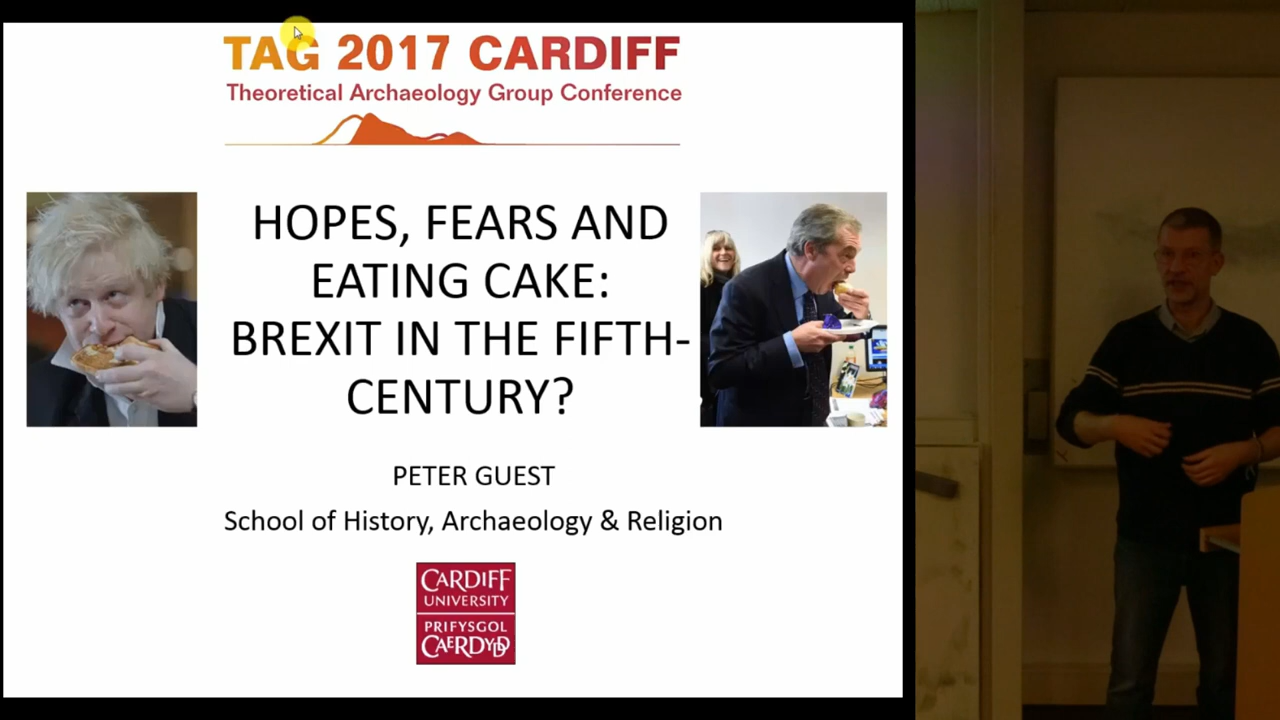 TAG 2017 CARDIFF
Theoretical Archaeology Group Conference
HOPES, FEARS AND
EATING CAKE:
BREXIT IN THE FIFTH-
CENTURY?
PETER GUEST
School of History, Archaeology & Religion
CARDIFF
UNIVERSITY
PRIFYSGOL
CAERDYDD